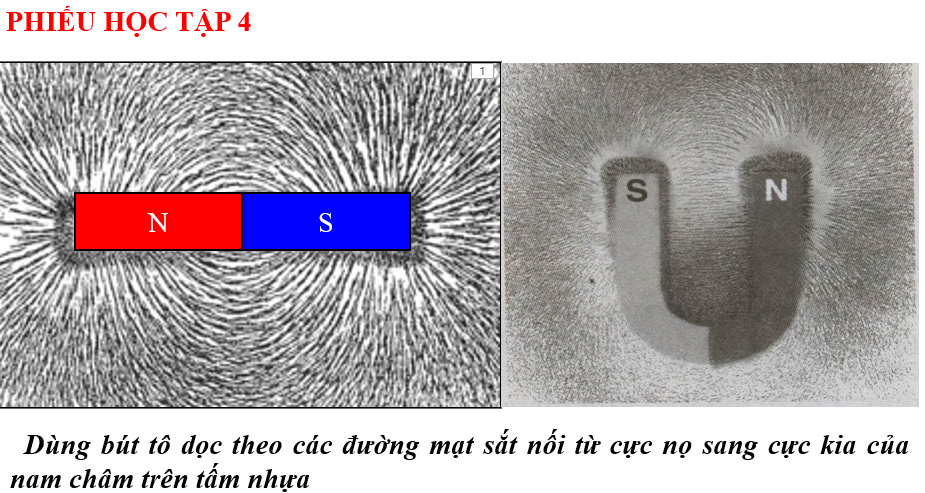 PHIẾU HỌC TẬP 4
1
N S
S N
Dùng bút tô dọc theo các đường mạt sắt nối từ cực nọ sang cực kia của
nam châm trên tấm nhựa